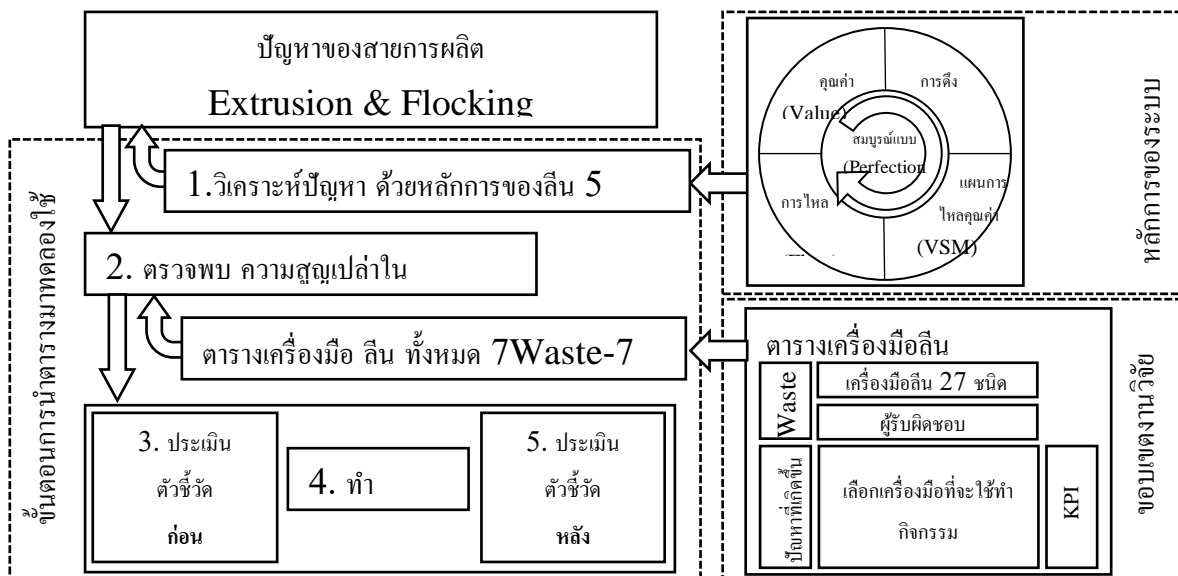 ปัญหาของสายการผลิต
Extrusion & Flocking
1.วิเคราะห์ปัญหา ด้วยหลักการของลีน 5
2. ตรวจพบ ความสูญเปล่าใน
ตารางเครื่องมือ ลีน ทั้งหมด 7Waste-7
3. ประเมิน
ตัวชี้วัด
ก่อน
4. ทำ
5. ประเมิน
ตัวชี้วัด
หลัง
ขั้นตอนการนำตารางมาทดลองใช้
คุณค่า
(Value)
การดึง
สมบูรณ์แบบ
(Perfection
การไหล
แผนการ
ไหลคุณค่า
(VSM)
หลักการของระบบ
ตารางเครื่องมือลีน
Waste
เครื่องมือลีน 27 ชนิด
ผู้รับผิดชอบ
ปัญหาที่เกิดขึ้น
เลือกเครื่องมือที่จะใช้ทำ
กิจกรรม
KPI
ขอบเขตงานวิจัย